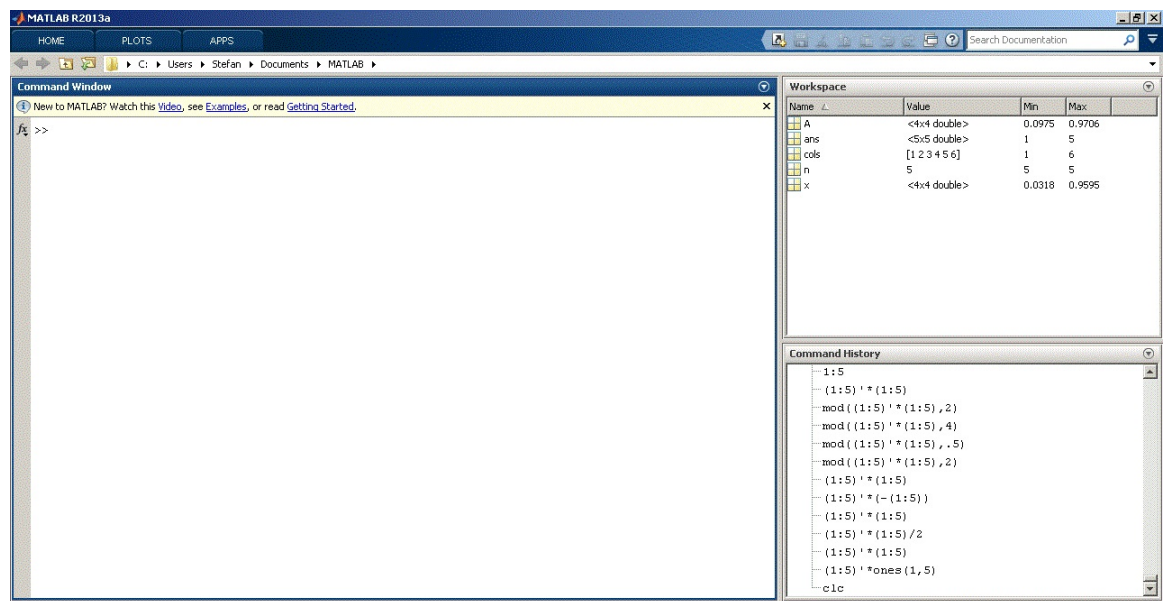 MATLAB R2013a
HOME PLOTS APPS
Search Documentation
C: Users Stefan Documents MATLAB
Command Window
New to MATLAB? Watch this Video, see Examples, or read Getting Started.
fx >>
Workspace
Name Value Min Max
A <4x4 double> 0.0975 0.9706
ans <5x5 double> 1 5
cols [1 2 3 4 5 6] 1 6
n 5 5 5
x <4x4 double> 0.0318 0.9595
Command History
1:5
(1:5)'*(1:5)
mod((1:5)'*(1:5),2)
mod((1:5)'*(1:5),4)
mod((1:5)'*(1:5),.5)
mod((1:5)'*(1:5),2)
(1:5)'*(1:5)
(1:5)'*(-(1:5))
(1:5)'*(1:5)
(1:5)'*(1:5)/2
(1:5)'*(1:5)
(1:5)'*ones(1,5)
clc